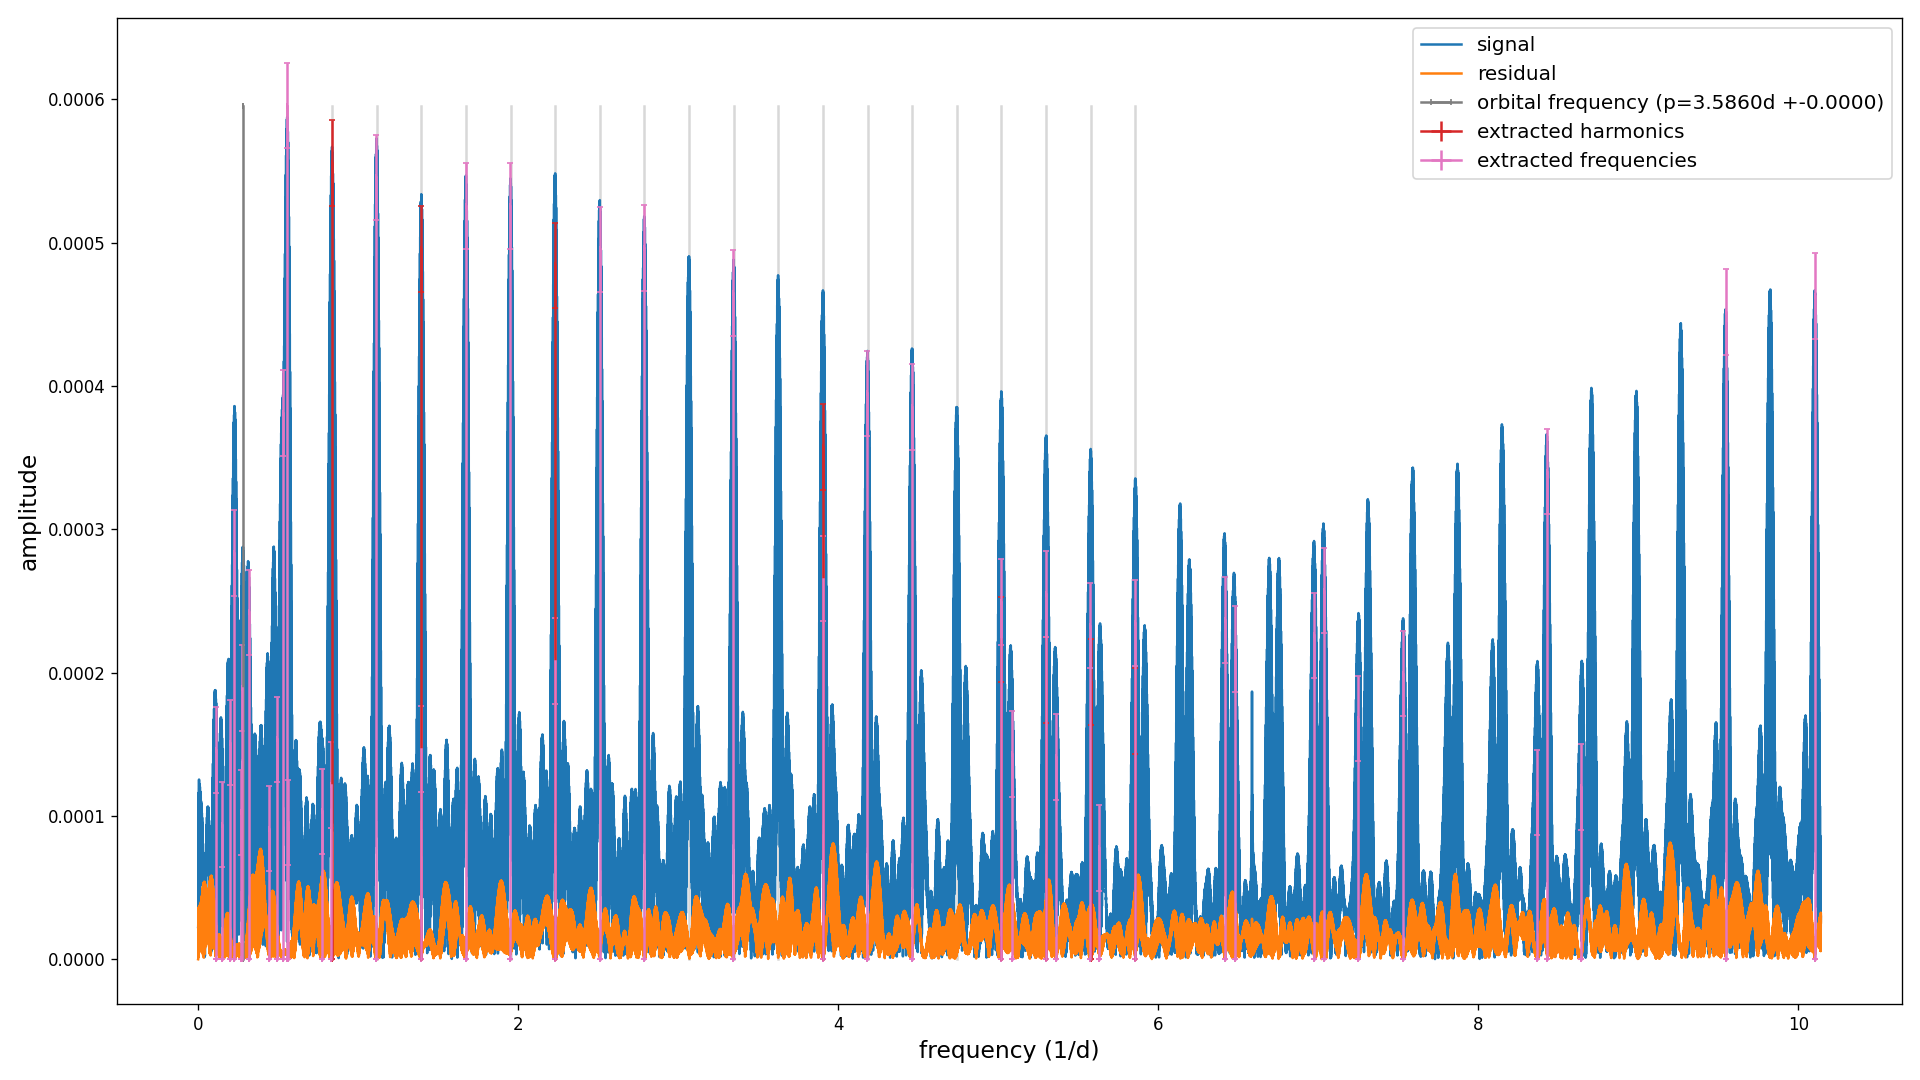 signal
residual
orbital frequency (p=3.5860d +-0.0000)
extracted harmonics
extracted frequencies
0.0006
0.0005
0.0004
0.0003
0.0002
0.0001
0.0000
amplitude
0 2 4 6 8 10
frequency (1/d)